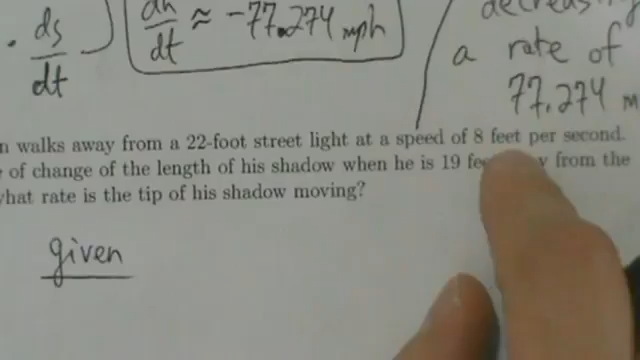 · ds/dt
dh/dt ≈ -77.274 mph
decreasing
a rate of
77.274 m
n walks away from a 22-foot street light at a speed of 8 feet per second.
e of change of the length of his shadow when he is 19 from the
what rate is the tip of his shadow moving?
given